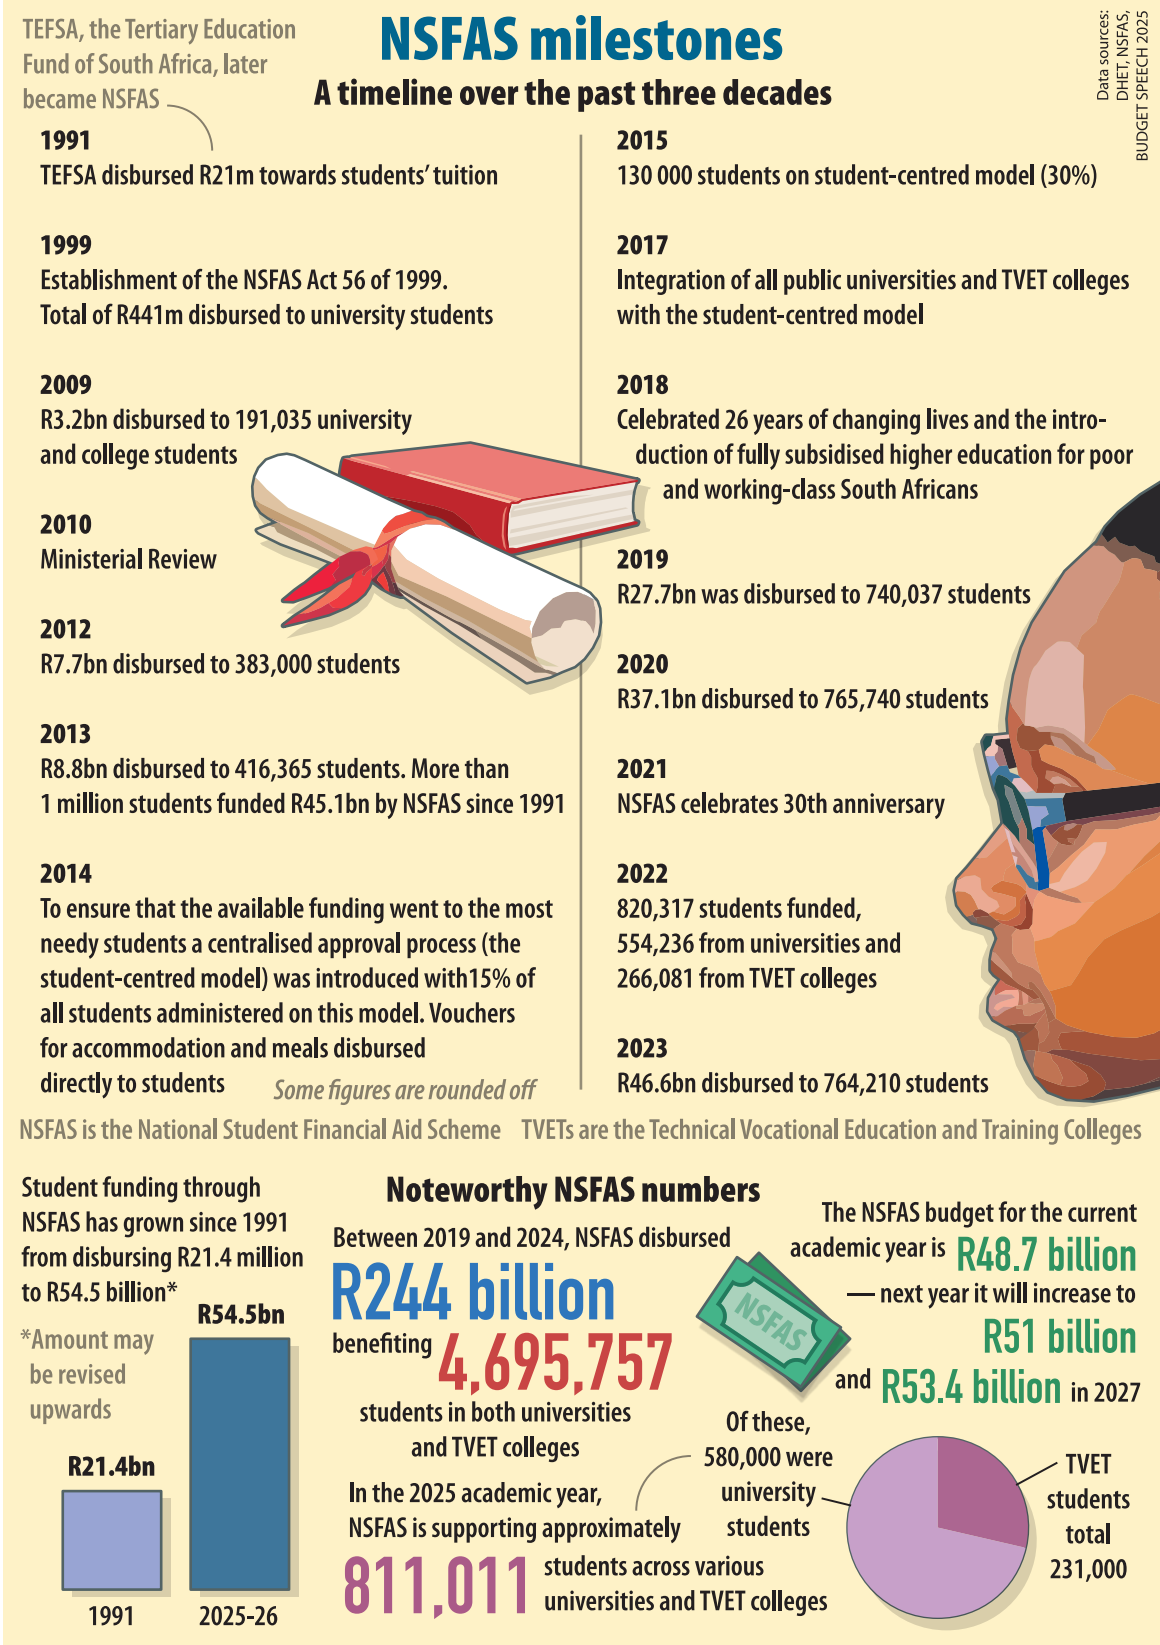 TEFSA, the Tertiary Education
Fund of South Africa, later
became NSFAS
NSFAS milestones
A timeline over the past three decades
Data sources:
DHET, NSFAS,
BUDGET SPEECH 2025
1991
TEFSA disbursed R21m towards students’ tuition
1999
Establishment of the NSFAS Act 56 of 1999.
Total of R441m disbursed to university students
2009
R3.2bn disbursed to 191,035 university
and college students
2010
Ministerial Review
2012
R7.7bn disbursed to 383,000 students
2013
R8.8bn disbursed to 416,365 students. More than
1 million students funded R45.1bn by NSFAS since 1991
2014
To ensure that the available funding went to the most
needy students a centralised approval process (the
student-centred model) was introduced with15% of
all students administered on this model. Vouchers
for accommodation and meals disbursed
directly to students
Some figures are rounded off
2015
130 000 students on student-centred model (30%)
2017
Integration of all public universities and TVET colleges
with the student-centred model
2018
Celebrated 26 years of changing lives and the intro-
duction of fully subsidised higher education for poor
and working-class South Africans
2019
R27.7bn was disbursed to 740,037 students
2020
R37.1bn disbursed to 765,740 students
2021
NSFAS celebrates 30th anniversary
2022
820,317 students funded,
554,236 from universities and
266,081 from TVET colleges
2023
R46.6bn disbursed to 764,210 students
NSFAS is the National Student Financial Aid Scheme TVETs are the Technical Vocational Education and Training Colleges
Student funding through
NSFAS has grown since 1991
from disbursing R21.4 million
to R54.5 billion*
*Amount may
be revised
upwards
R54.5bn
R21.4bn
1991
2025-26
Noteworthy NSFAS numbers
Between 2019 and 2024, NSFAS disbursed
R244 billion
benefiting 4,695,757
students in both universities
and TVET colleges
In the 2025 academic year,
NSFAS is supporting approximately
811,011 students across various
universities and TVET colleges
NSFAS
The NSFAS budget for the current
academic year is R48.7 billion
— next year it will increase to
R51 billion
and R53.4 billion in 2027
Of these,
580,000 were
university
students
TVET
students
total
231,000